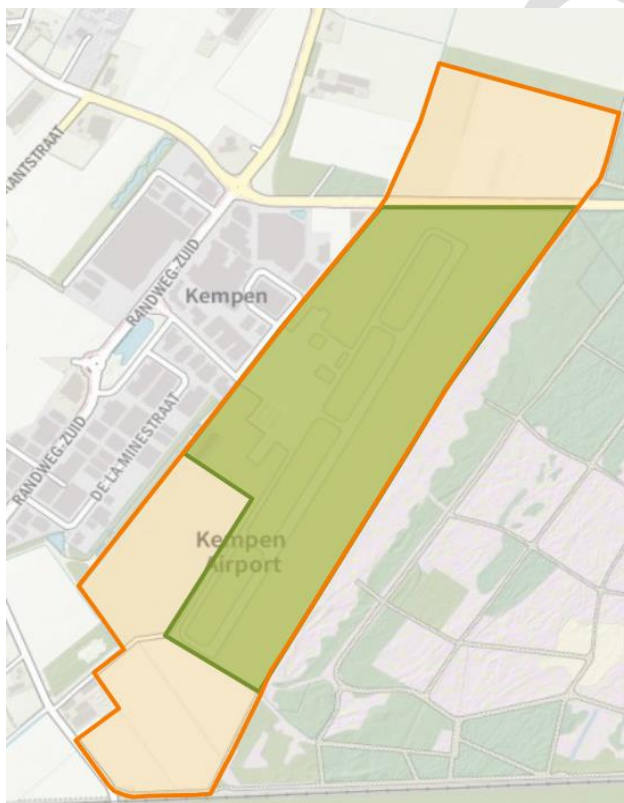 RANTSTRAAT
RANDWEG-ZUID
Kempen
RANDWEG-ZUID
DE LA MINESTRAAT
Kempen
Airport